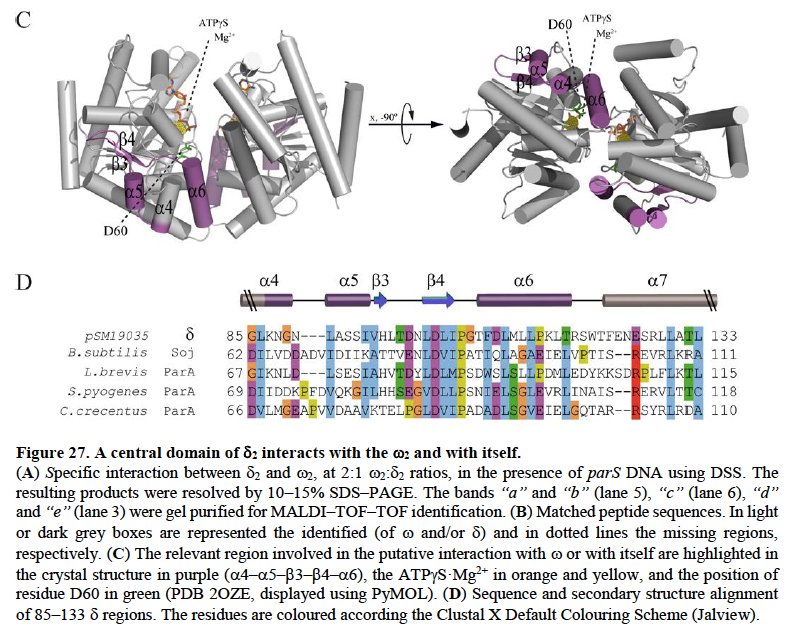 C
ATPγS
Mg²⁺
β4
β3
α5
α4
α6
D60
x, -90º
D60
ATPγS
Mg²⁺
β3
α5
β4
α4
α6
D
α4 α5 β3 β4 α6 α7
pSM19035 δ 85 GLKNGN---LASSIVHLTDNLDLIPGTFDLMLLPKLTRSWTFENESRLLATL 133
B.subtilis Soj 62 DILVDDADVIDIIKATTVENLDVIPATIQLAGAEIELVPTIS--REVRLKRA 111
L.brevis ParA 67 GIKNLD---LSESIAHVTDYLDLMPSDWSLSLLPDMLEDYKKSDRPLFLKTL 115
S.pyogenes ParA 69 DIIDDKPFDVQKGILHHSEGVDLLPSNIELSGLEVRLINAIS--RERVLTTC 118
C.crecentus ParA 66 DVLMGEAPVVDAAVKTELPGLDVIPADADLSGVEIELGQTAR--RSYRLRDA 110
Figure 27. A central domain of δ₂ interacts with the ω₂ and with itself.
(A) Specific interaction between δ₂ and ω₂, at 2:1 ω₂:δ₂ ratios, in the presence of parS DNA using DSS. The
resulting products were resolved by 10–15% SDS–PAGE. The bands “a” and “b” (lane 5), “c” (lane 6), “d”
and “e” (lane 3) were gel purified for MALDI–TOF–TOF identification. (B) Matched peptide sequences. In light
or dark grey boxes are represented the identified (of ω and/or δ) and in dotted lines the missing regions,
respectively. (C) The relevant region involved in the putative interaction with ω or with itself are highlighted in
the crystal structure in purple (α4–α5–β3–β4–α6), the ATPγS·Mg²⁺ in orange and yellow, and the position of
residue D60 in green (PDB 2OZE, displayed using PyMOL). (D) Sequence and secondary structure alignment
of 85–133 δ regions. The residues are coloured according the Clustal X Default Colouring Scheme (Jalview).